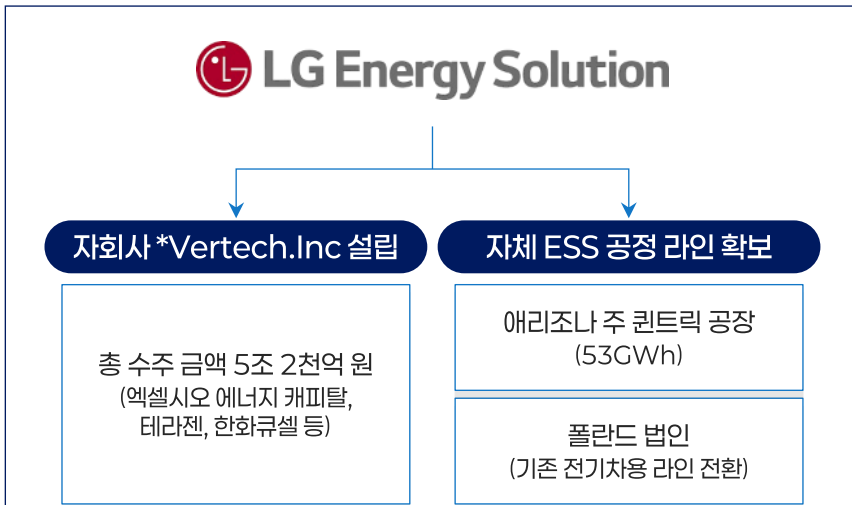 LG Energy Solution
자회사 *Vertech.Inc 설립
총 수주 금액 5조 2천억 원
(엑셀시오 에너지 캐피탈,
테라젠, 한화큐셀 등)
자체 ESS 공정 라인 확보
애리조나 주 퀸트릭 공장
(53GWh)
폴란드 법인
(기존 전기차용 라인 전환)